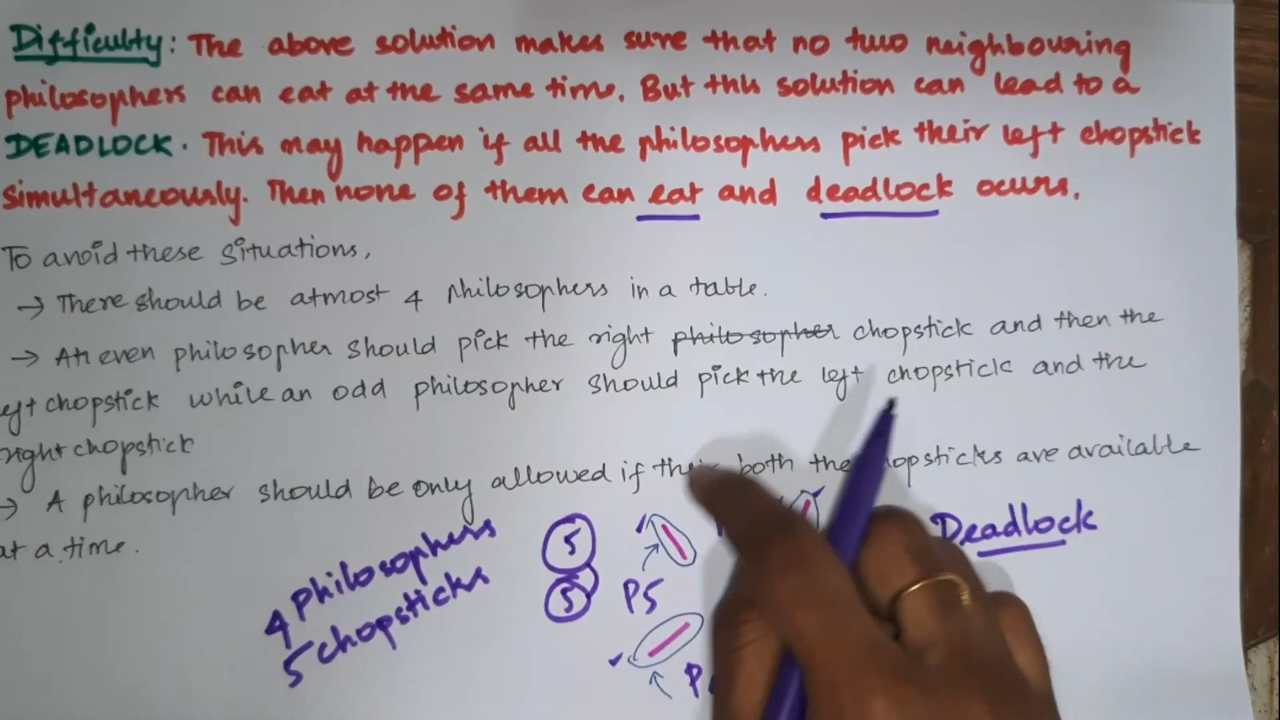 Difficulty: The above solution makes sure that no two neighbouring
philosophers can eat at the same time. But this solution can lead to a
DEADLOCK. This may happen if all the philosophers pick their left chopstick
simultaneously. Then none of them can eat and deadlock ocurs.
To avoid these situations,
→ There should be atmost 4 philosophers in a table.
→ An even philosopher should pick the right philosopher chopstick and then the
eft chopstick while an odd philosopher should pick the left chopstick and the
right chopstick
→ A philosopher should be only allowed if their both the hopsticks are available
at a time.
4 philosophers
5 chopsticks
5
5
P5
Deadlock